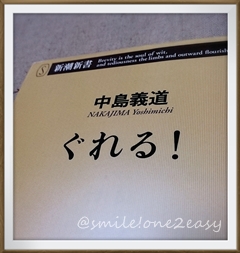 新潮新書
Brevity is the soul of wit,
and tediousness the limbs and outward flourish
中島義道
NAKAJIMA Yoshimichi
ぐれる!
@smile!one2easy